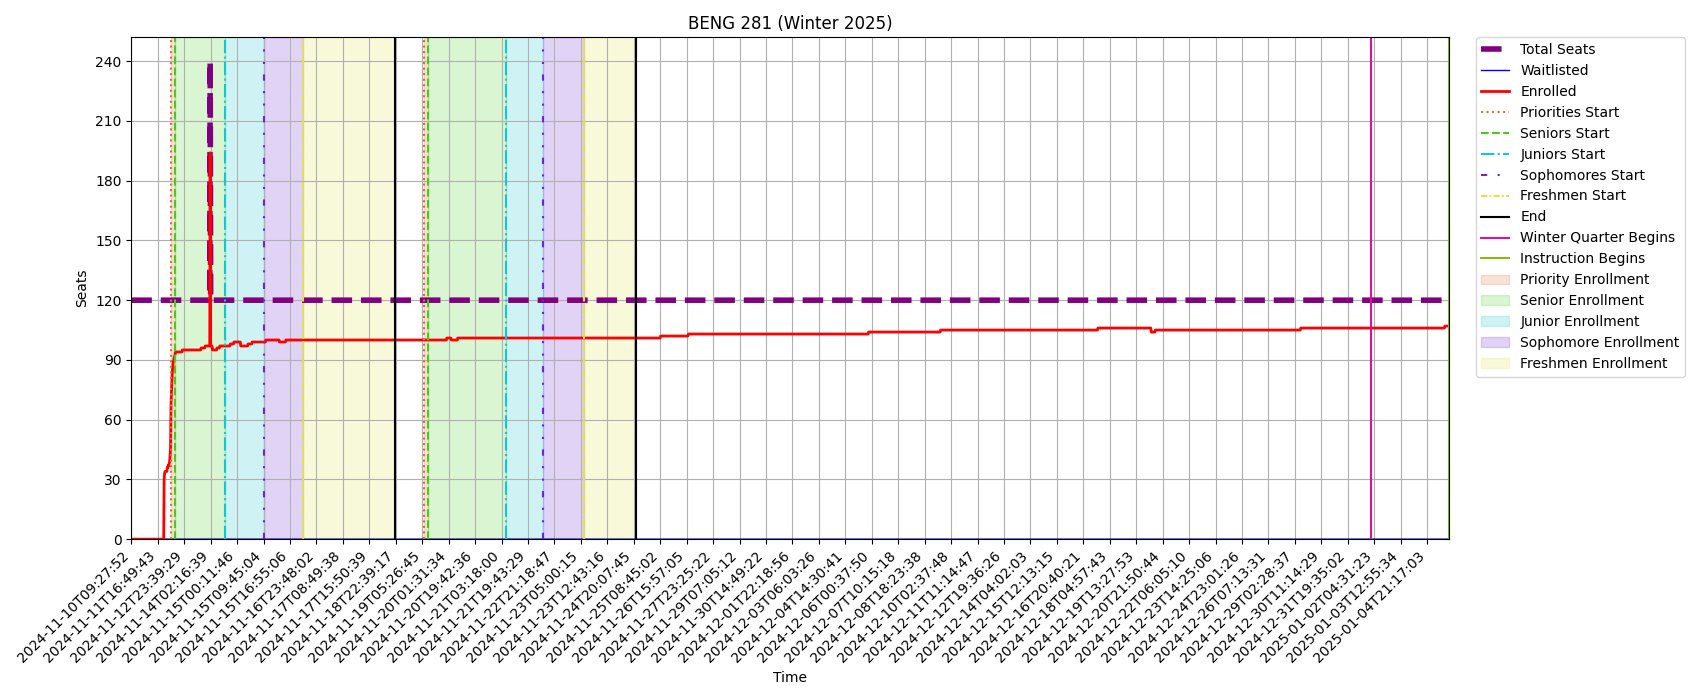 BENG 281 (Winter 2025)
Seats
240
210
180
150
120
90
60
30
0
2024-11-10T09:27:52
2024-11-11T16:49:43
2024-11-12T23:39:29
2024-11-14T02:16:39
2024-11-15T00:11:46
2024-11-15T09:45:04
2024-11-15T16:55:06
2024-11-16T23:48:02
2024-11-17T08:49:38
2024-11-17T15:50:39
2024-11-18T22:39:17
2024-11-19T05:26:45
2024-11-20T01:31:34
2024-11-20T19:42:36
2024-11-21T03:18:00
2024-11-21T19:43:29
2024-11-22T21:18:47
2024-11-23T05:00:15
2024-11-23T12:43:16
2024-11-24T20:07:45
2024-11-25T08:45:02
2024-11-26T15:57:05
2024-11-27T23:25:22
2024-11-29T07:05:12
2024-11-30T14:49:22
2024-12-01T22:18:56
2024-12-03T06:03:26
2024-12-04T14:30:41
2024-12-06T00:37:50
2024-12-07T10:15:18
2024-12-08T18:23:38
2024-12-10T02:37:48
2024-12-11T11:14:47
2024-12-12T19:36:26
2024-12-14T04:02:03
2024-12-15T12:13:15
2024-12-16T20:40:21
2024-12-18T04:57:43
2024-12-19T13:27:53
2024-12-20T21:50:44
2024-12-22T06:05:10
2024-12-23T14:25:06
2024-12-24T23:01:26
2024-12-26T07:13:31
2024-12-29T02:28:37
2024-12-30T11:14:29
2024-12-31T19:35:02
2025-01-02T04:31:23
2025-01-03T12:55:34
2025-01-04T21:17:03
Time
Total Seats
Waitlisted
Enrolled
Priorities Start
Seniors Start
Juniors Start
Sophomores Start
Freshmen Start
End
Winter Quarter Begins
Instruction Begins
Priority Enrollment
Senior Enrollment
Junior Enrollment
Sophomore Enrollment
Freshmen Enrollment